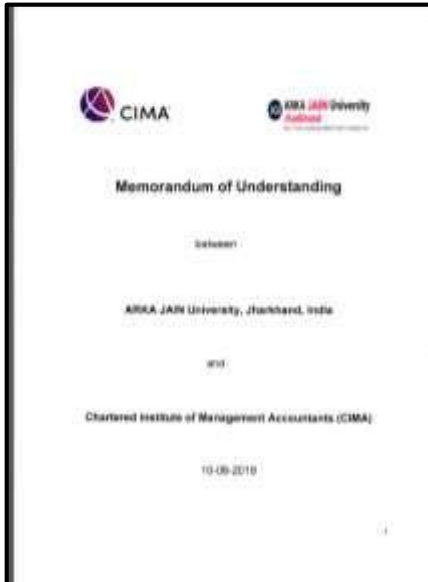 CIMA
ARKA JAIN University
Jharkhand
Memorandum of Understanding
between
ARKA JAIN University, Jharkhand, India
and
Chartered Institute of Management Accountants (CIMA)